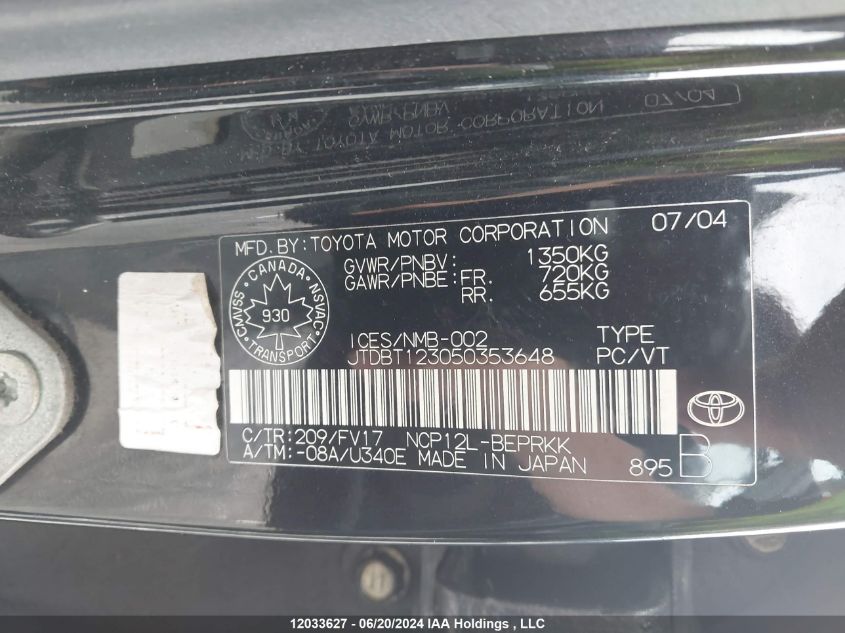 MFD. BY: TOYOTA MOTOR CORPORATION 07/04
GVWR/PNBV: 1350KG
GAWR/PNBE: FR. 720KG
RR. 655KG
CMVSS CANADA NSVAC
930
TRANSPORT
ICES/NMB-002 TYPE
JTDBT123050353648 PC/VT
C/TR: 209/FV17 NCP12L-BEPRKK
A/TM: -08A/U340E MADE IN JAPAN 895 B
12033627 - 06/20/2024 IAA Holdings, LLC